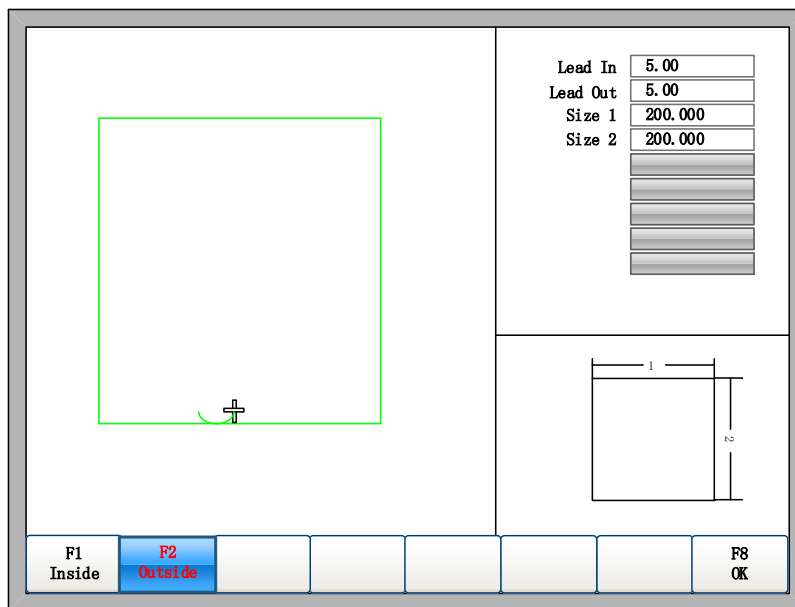 Lead In 5.00
Lead Out 5.00
Size 1 200.000
Size 2 200.000
1
2
F1
Inside
F2
Outside
F8
OK